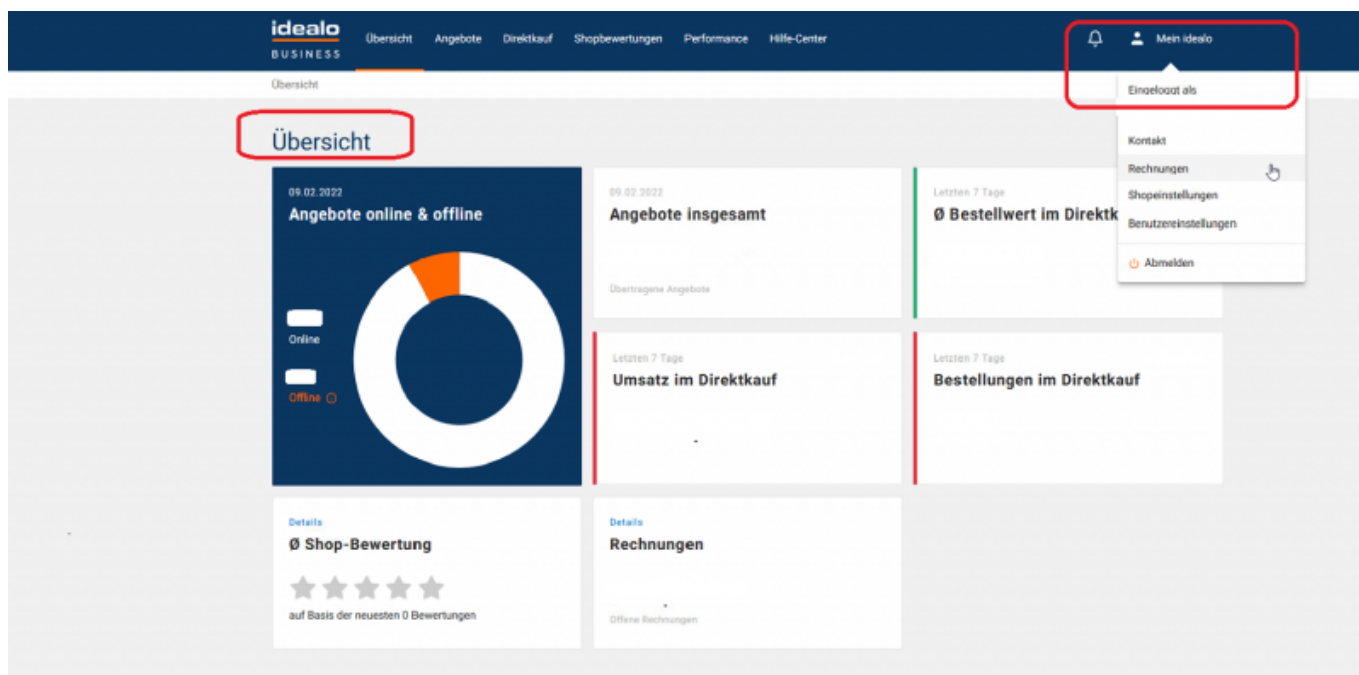 idealo
BUSINESS
Übersicht Angebote Direktkauf Shopbewertungen Performance Hilfe-Center
Mein idealo
Übersicht
Eingeloggt als
Kontakt
Rechnungen
Shopeinstellungen
Benutzereinstellungen
Abmelden
Übersicht
09.02.2022
Angebote online & offline
Online
Offline
09.02.2022
Angebote insgesamt
Übertragene Angebote
Letzten 7 Tage
Ø Bestellwert im Direktk
Letzten 7 Tage
Umsatz im Direktkauf
Letzten 7 Tage
Bestellungen im Direktkauf
Details
Ø Shop-Bewertung
auf Basis der neuesten 0 Bewertungen
Details
Rechnungen
Offene Rechnungen